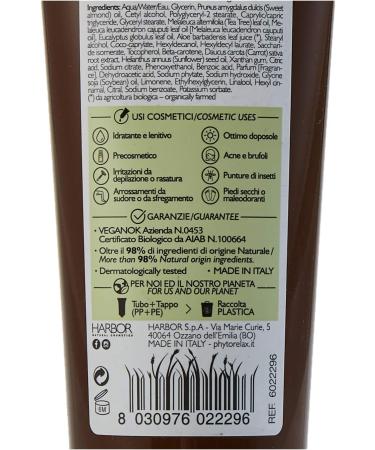 Ingredients: Aqua/Water/Eau, Glycerin, Prunus amygdalus dulcis (Sweet
almond) oil, Cetyl alcohol, Polyglyceryl-2 stearate, Caprylic/capric
triglyceride, Glyceryl stearate, Melaleuca alternifolia (Tea Tree) leaf oil, Me-
laleuca leucadendron cajuputi leaf oil [Melaleuca leucadendron cajuputi leaf
oil], Eucalyptus globulus leaf oil, Aloe barbadensis leaf juice (*), Stearyl
alcohol, Coco-caprylate, Hexyldecanol, Hexyldecyl laurate, Sacchari-
de isomerate, Tocopherol, Beta-carotene, Daucus carota (Carrot) sativa
root extract, Helianthus annuus (Sunflower) seed oil, Xanthan gum, Citric
acid, Sodium citrate, Phenoxyethanol, Benzoic acid, Parfum [Fragran-
ce], Dehydroacetic acid, Sodium phytate, Sodium hydroxide, Glycine
soja (Soybean) oil, Limonene, Ethylhexylglycerin, Linalool, Hexyl cin-
namal, Citral, Sodium benzoate, Potassium sorbate.
(*) da agricoltura biologica – organically farmed
USI COSMETICI/COSMETIC USES
Idratante e lenitivo
Ottimo doposole
Precosmetico
Acne e brufoli
Irritazioni da
depilazione o rasatura
Punture di insetti
Arrossamenti da
sudore o da sfregamento
Piedi secchi o
maleodoranti
GARANZIE/GUARANTEE
• VEGANOK Azienda N.0453
Certificato Biologico da AIAB N.100664
• Oltre il 98% di ingredienti di origine Naturale/
More than 98% Natural origin ingredients.
• Dermatologically tested • MADE IN ITALY
PER NOI ED IL NOSTRO PIANETA
FOR US AND OUR PLANET
Tubo+Tappo
(PP+PE)
Raccolta
PLASTICA
HARBOR
NATURAL COSMETICS
HARBOR S.p.A - Via Marie Curie, 5
40064 Ozzano dell'Emilia (BO)
MADE IN ITALY - phytorelax.it
6M
8 030976 022296
REF. 6022296